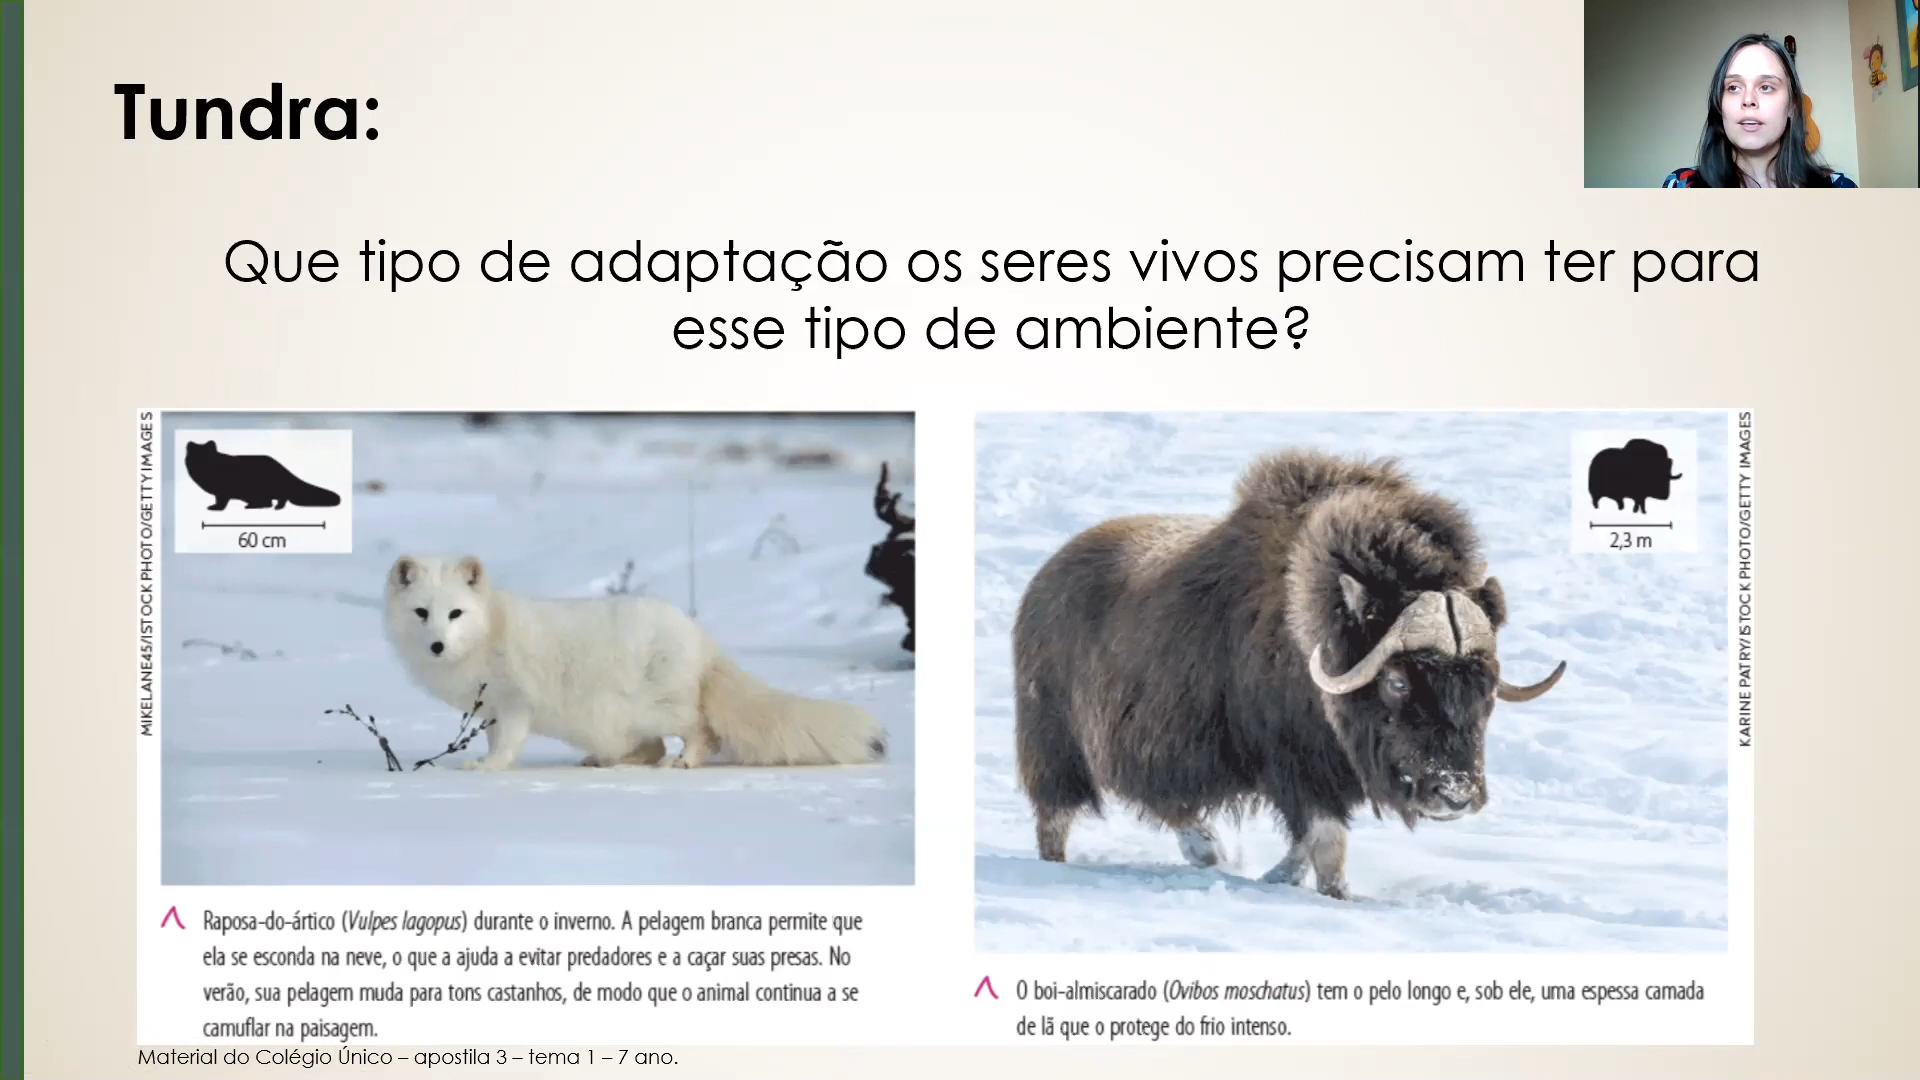 Tundra:
Que tipo de adaptação os seres vivos precisam ter para
esse tipo de ambiente?
MIKELANE45/ISTOCK PHOTO/GETTY IMAGES
60 cm
Raposa-do-ártico (Vulpes lagopus) durante o inverno. A pelagem branca permite que
ela se esconda na neve, o que a ajuda a evitar predadores e a caçar suas presas. No
verão, sua pelagem muda para tons castanhos, de modo que o animal continua a se
camuflar na paisagem.
2,3 m
KARINE PATRY/ISTOCK PHOTO/GETTY IMAGES
O boi-almiscarado (Ovibos moschatus) tem o pelo longo e, sob ele, uma espessa camada
de lã que o protege do frio intenso.
Material do Colégio Único – apostila 3 – tema 1 – 7 ano.